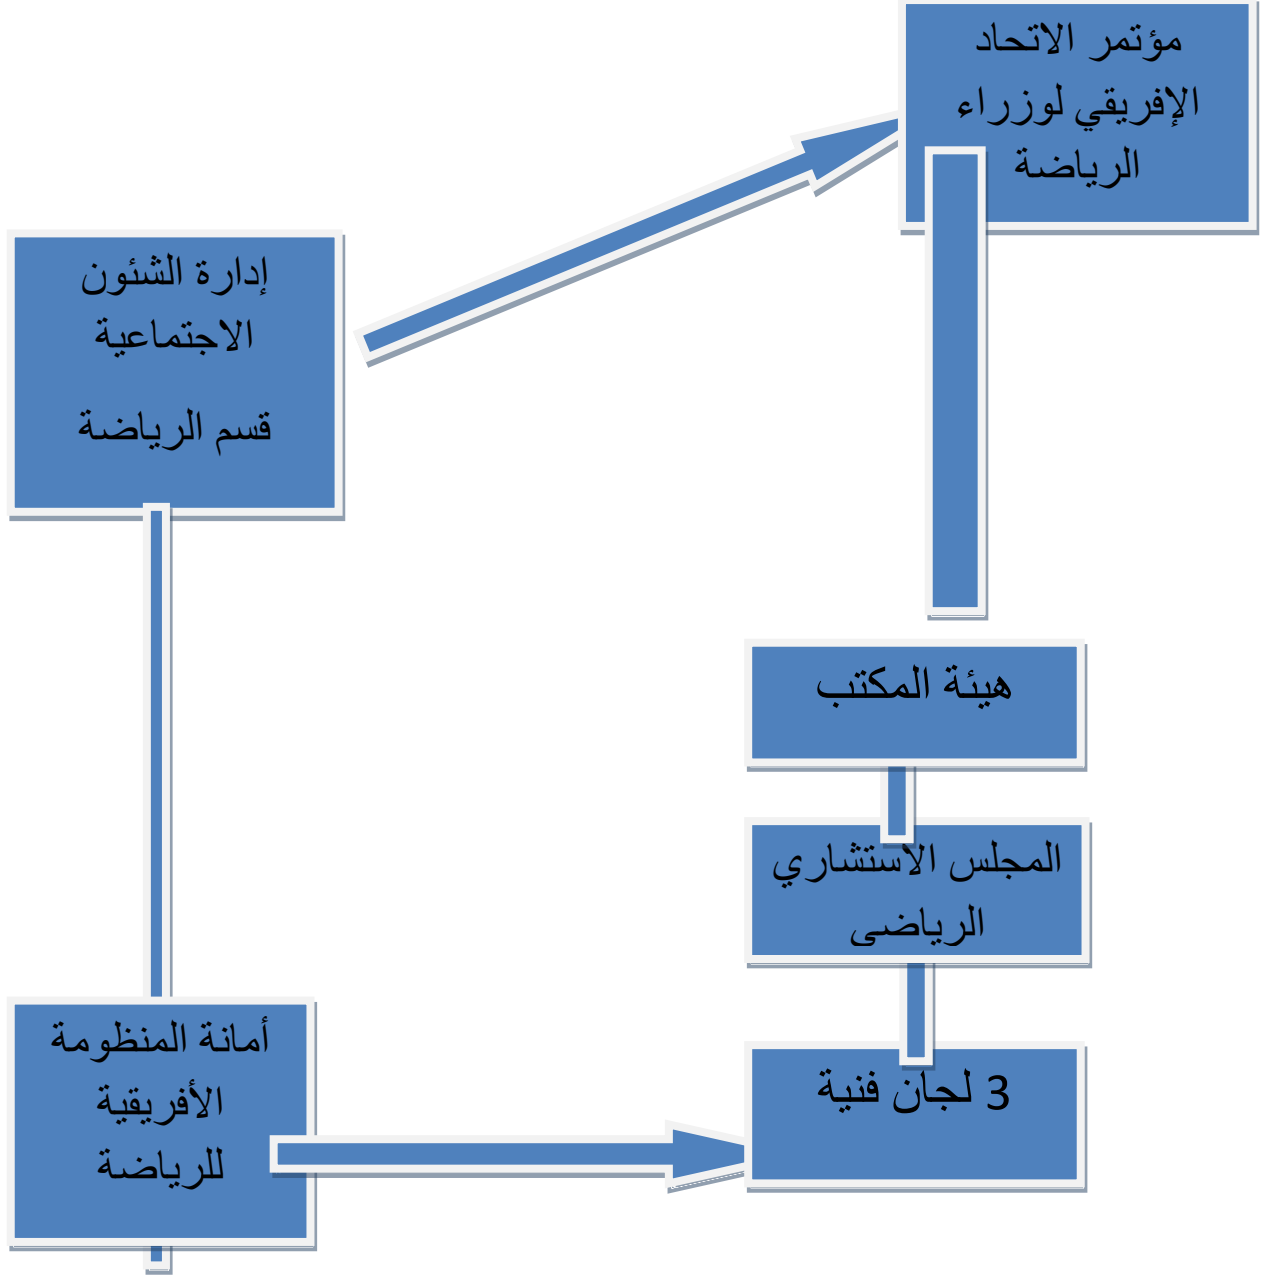 مؤتمر الاتحاد
الإفريقي لوزراء
الرياضة
إدارة الشئون
الاجتماعية
قسم الرياضة
هيئة المكتب
المجلس الاستشاري
الرياضى
أمانة المنظومة
الأفريقية
للرياضة
3 لجان فنية